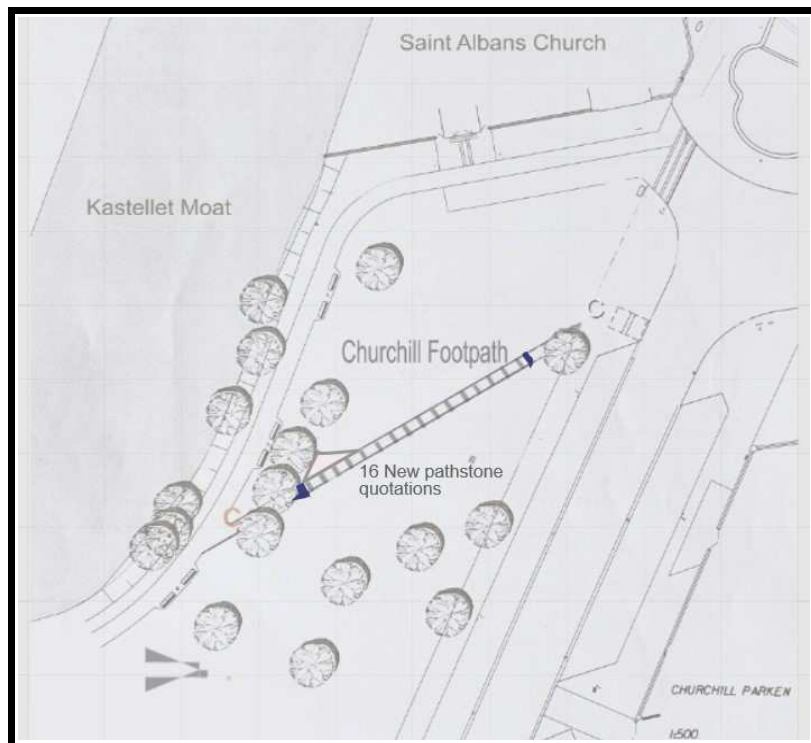 Saint Albans Church
Kastellet Moat
Churchill Footpath
16 New pathstone
quotations
CHURCHILL PARKEN
1:500